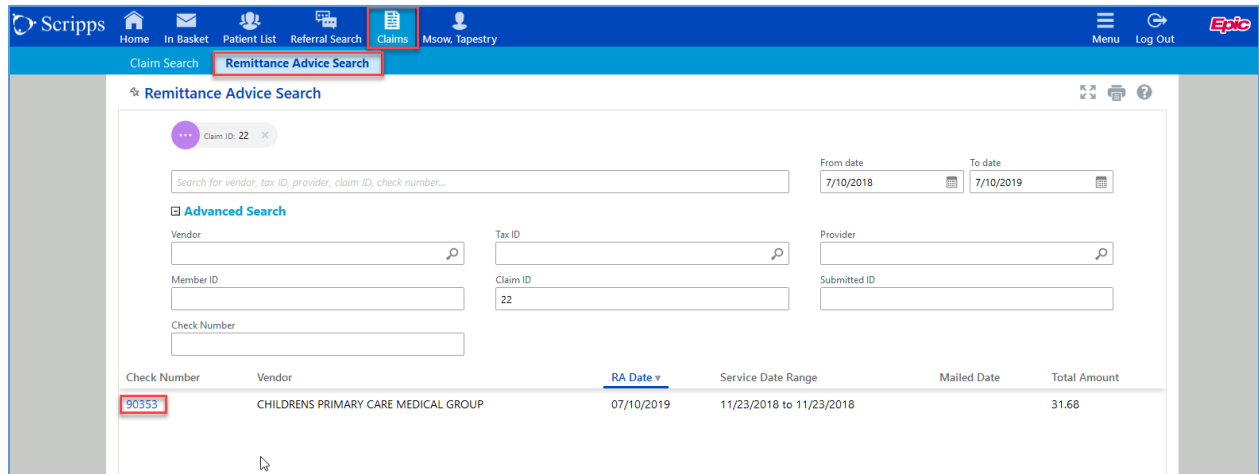 Scripps
Home In Basket Patient List Referral Search Claims Msow, Tapestry Menu Log Out Epic
Claim Search Remittance Advice Search
Remittance Advice Search
Claim ID: 22
From date To date
Search for vendor, tax ID, provider, claim ID, check number... 7/10/2018 7/10/2019
Advanced Search
Vendor Tax ID Provider
Member ID Claim ID Submitted ID
22
Check Number
Check Number Vendor RA Date Service Date Range Mailed Date Total Amount
90353 CHILDRENS PRIMARY CARE MEDICAL GROUP 07/10/2019 11/23/2018 to 11/23/2018 31.68